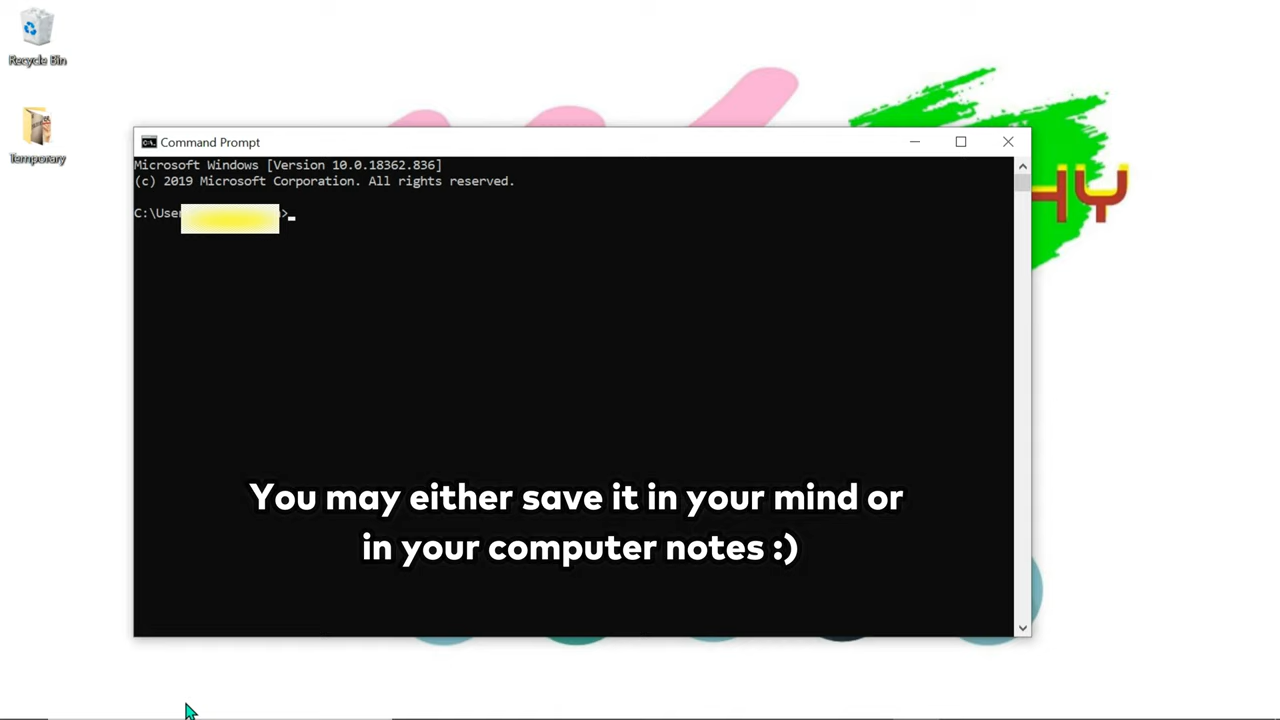 Recycle Bin
Temporary
HY
Command Prompt
Microsoft Windows [Version 10.0.18362.836]
(c) 2019 Microsoft Corporation. All rights reserved.
C:\User >
You may either save it in your mind or
in your computer notes :)